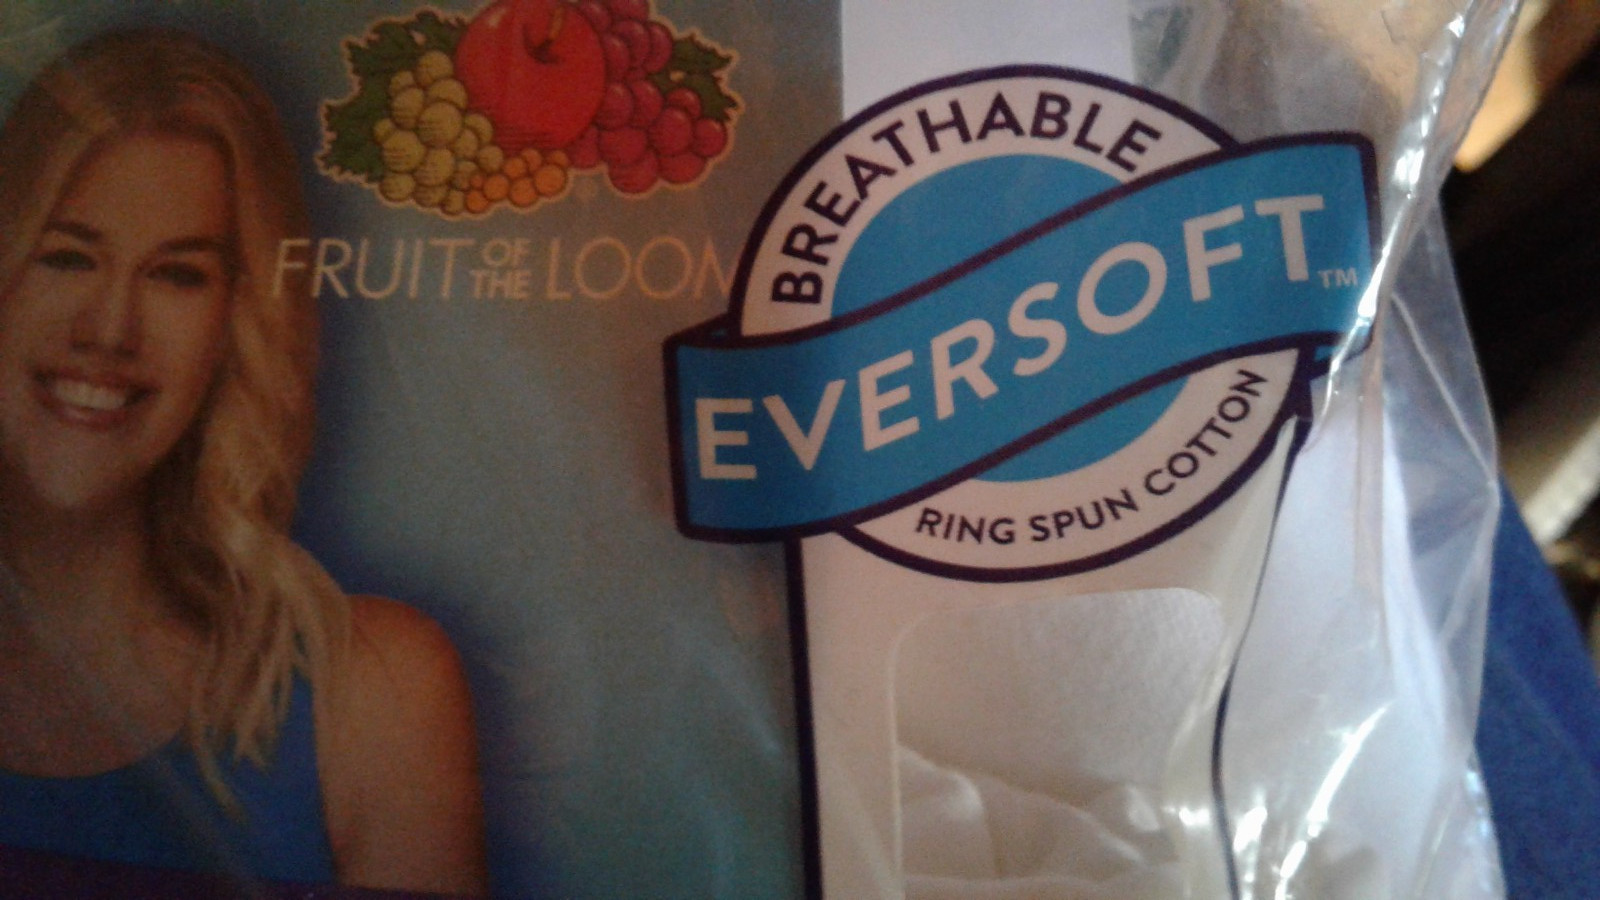 FRUIT OF THE LOOM
BREATHABLE
EVERSOFT™
RING SPUN COTTON